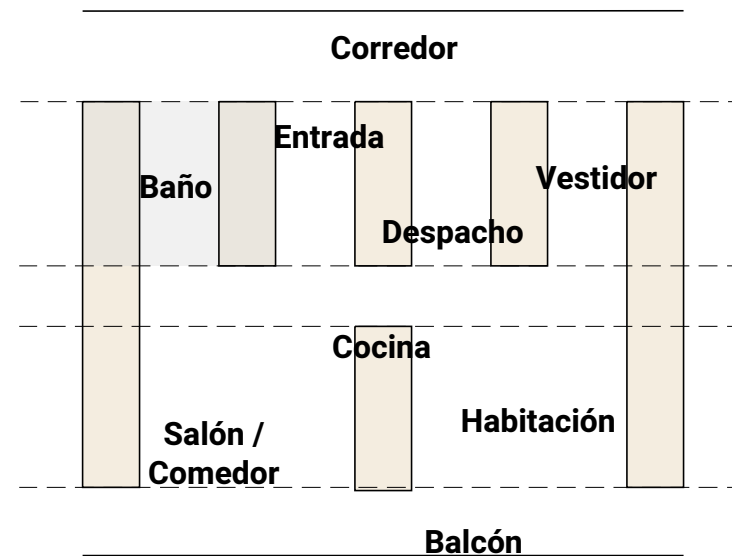 Corredor
Entrada
Baño
Vestidor
Despacho
Cocina
Salón /
Comedor
Habitación
Balcón